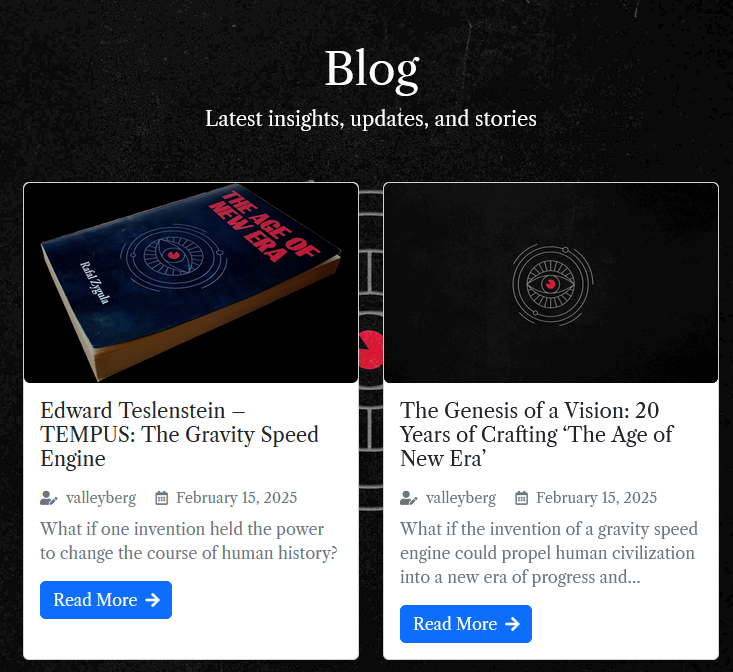 Blog
Latest insights, updates, and stories
THE AGE OF
NEW ERA
Rafał Zyguła
Edward Teslenstein –
TEMPUS: The Gravity Speed
Engine
valleyberg February 15, 2025
What if one invention held the power
to change the course of human history?
Read More
The Genesis of a Vision: 20
Years of Crafting ‘The Age of
New Era’
valleyberg February 15, 2025
What if the invention of a gravity speed
engine could propel human civilization
into a new era of progress and...
Read More